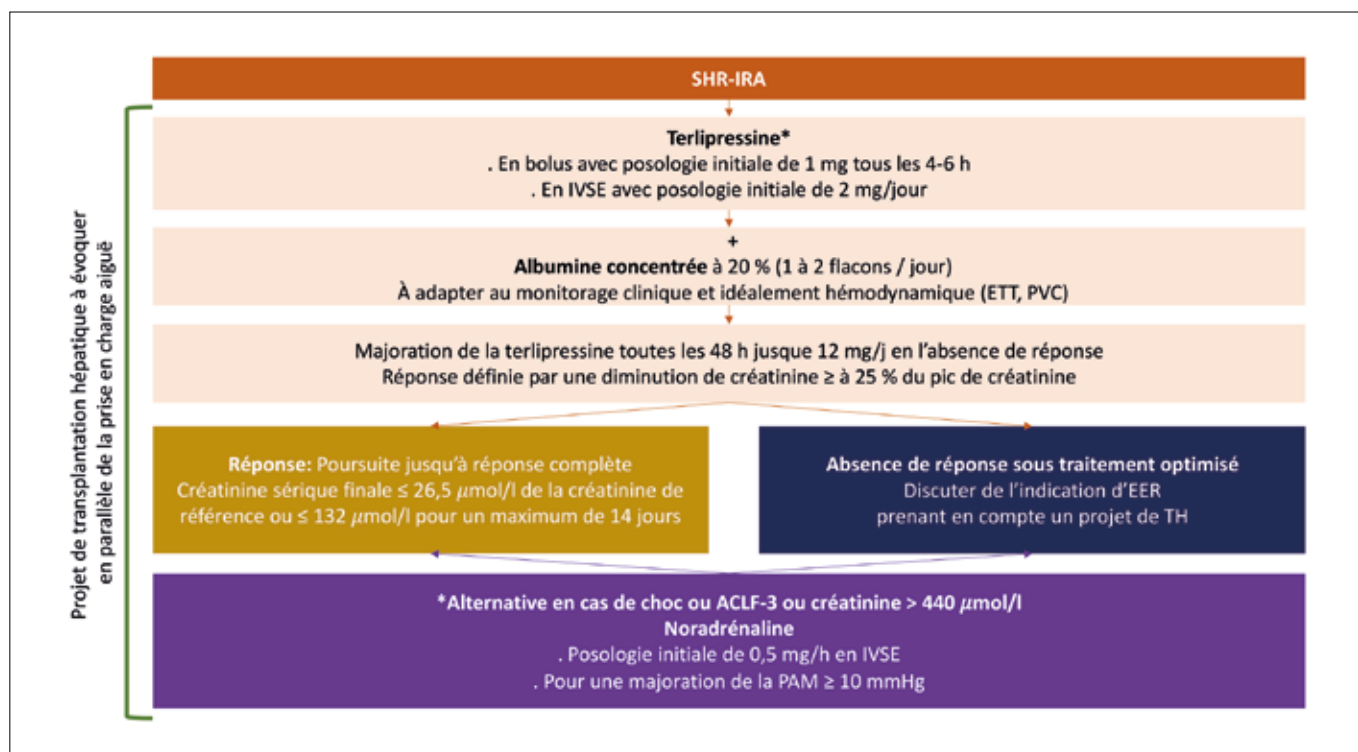 SHR-IRA
Terlipressine*
. En bolus avec posologie initiale de 1 mg tous les 4-6 h
. En IVSE avec posologie initiale de 2 mg/jour
+
Albumine concentrée à 20 % (1 à 2 flacons / jour)
À adapter au monitorage clinique et idéalement hémodynamique (ETT, PVC)
Majoration de la terlipressine toutes les 48 h jusque 12 mg/j en l’absence de réponse
Réponse définie par une diminution de créatinine ≥ à 25 % du pic de créatinine
Réponse: Poursuite jusqu’à réponse complète
Créatinine sérique finale ≤ 26,5 µmol/l de la créatinine de
référence ou ≤ 132 µmol/l pour un maximum de 14 jours
Absence de réponse sous traitement optimisé
Discuter de l’indication d’EER
prenant en compte un projet de TH
*Alternative en cas de choc ou ACLF-3 ou créatinine > 440 µmol/l
Noradrénaline
. Posologie initiale de 0,5 mg/h en IVSE
. Pour une majoration de la PAM ≥ 10 mmHg
Projet de transplantation hépatique à évoquer
en parallèle de la prise en charge aiguë